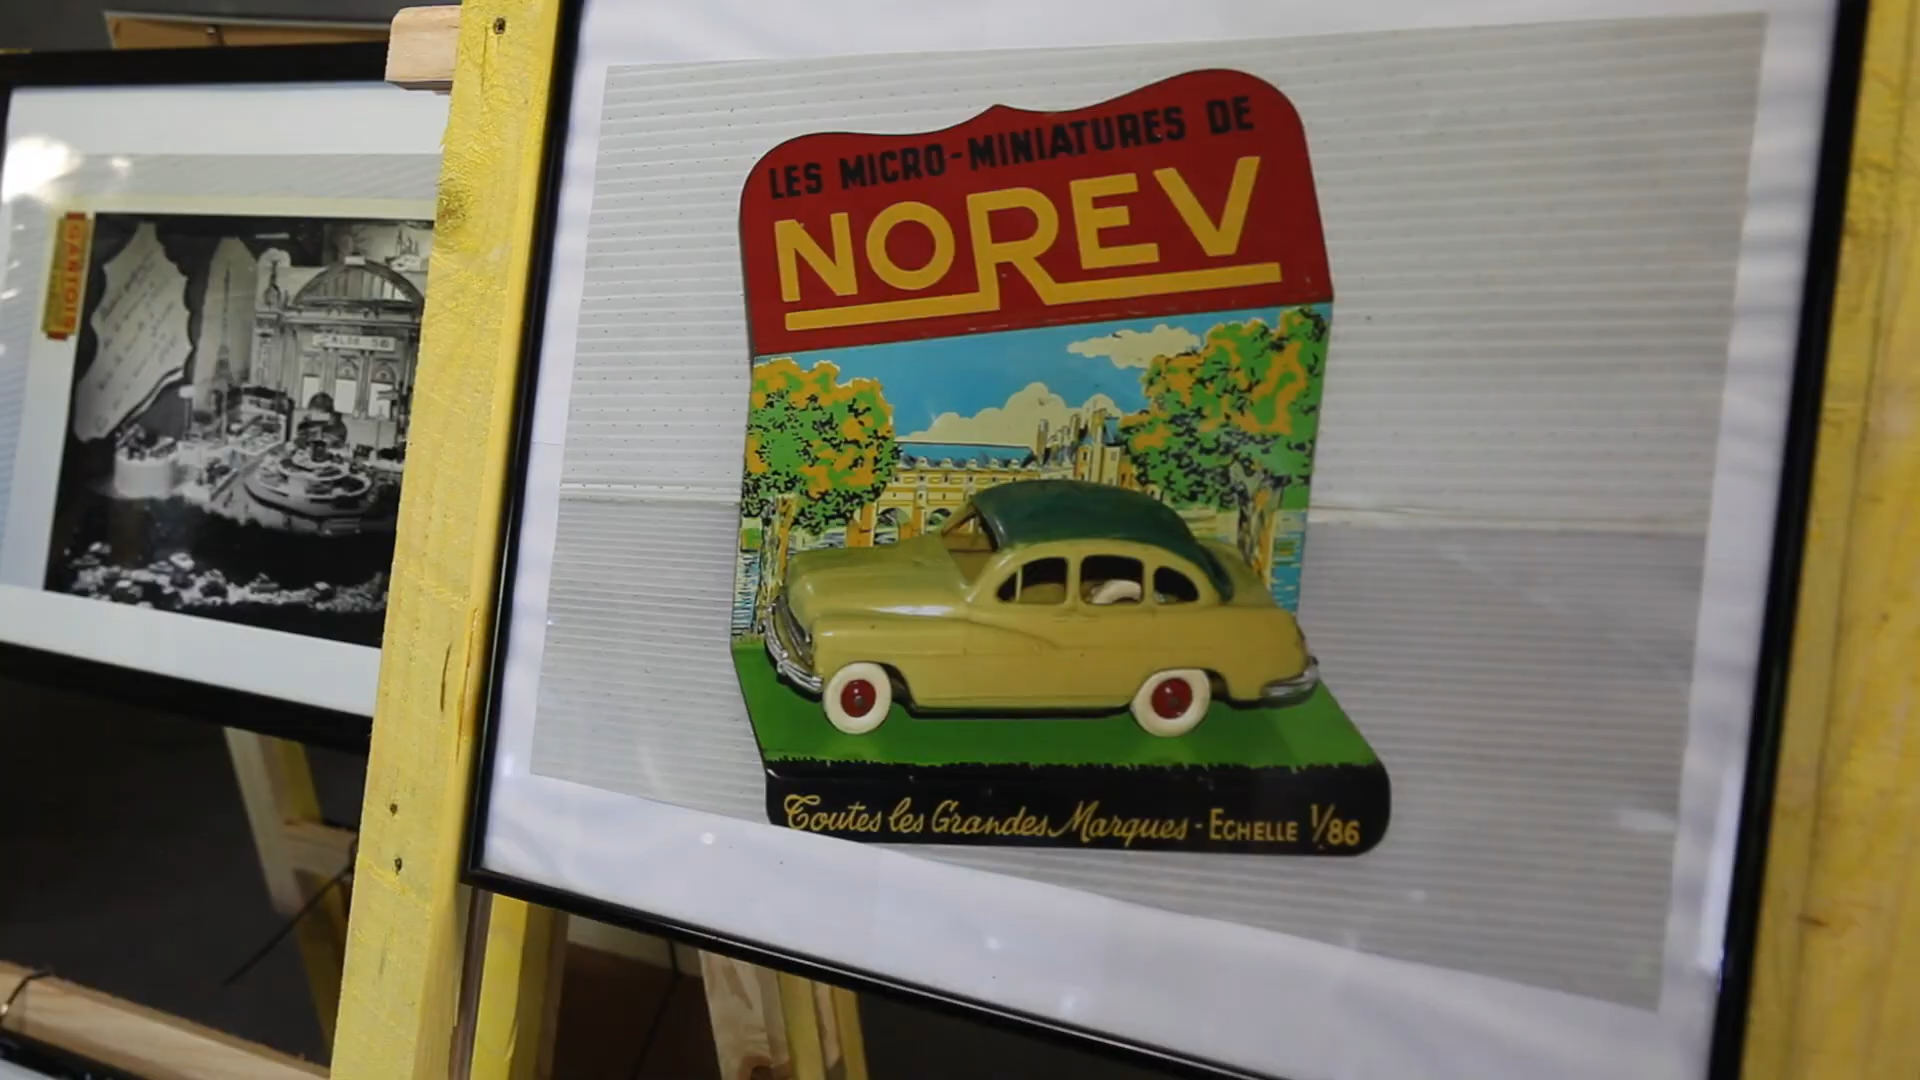 LES MICRO-MINIATURES DE
NOREV
Toutes les Grandes Marques - ECHELLE 1/86